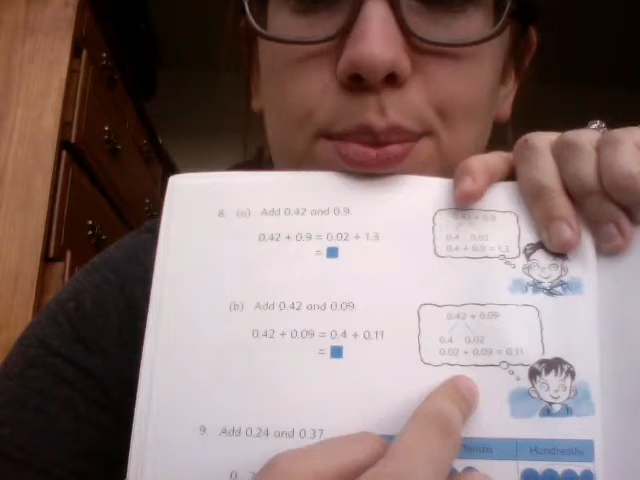 8. (a) Add 0.42 and 0.9.
0.42 + 0.9 = 0.02 + 1.3
=
0.42 + 0.9
0.4 0.02
0.4 + 0.9 = 1.3
(b) Add 0.42 and 0.09.
0.42 + 0.09 = 0.4 + 0.11
=
0.42 + 0.09
0.4 0.02
0.02 + 0.09 = 0.11
9. Add 0.24 and 0.37
Tenths Hundredths